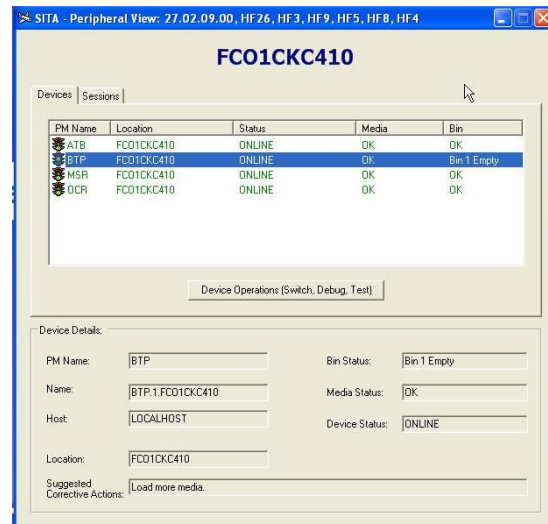 SITA - Peripheral View: 27.02.09.00, HF26, HF3, HF9, HF5, HF8, HF4
FCO1CKC410
Devices Sessions
PM Name Location Status Media Bin
ATB FCO1CKC410 ONLINE OK OK
BTP FCO1CKC410 ONLINE OK Bin 1 Empty
MSR FCO1CKC410 ONLINE OK OK
OCR FCO1CKC410 ONLINE OK OK
Device Operations (Switch, Debug, Test)
Device Details:
PM Name: BTP Bin Status: Bin 1 Empty
Name: BTP.1.FCO1CKC410 Media Status: OK
Host: LOCALHOST Device Status: ONLINE
Location: FCO1CKC410
Suggested
Corrective Actions: Load more media.